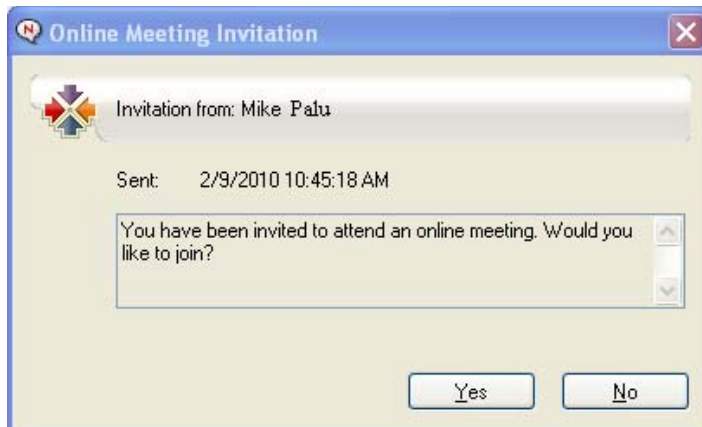 Online Meeting Invitation
Invitation from: Mike Palu
Sent: 2/9/2010 10:45:18 AM
You have been invited to attend an online meeting. Would you
like to join?
Yes No